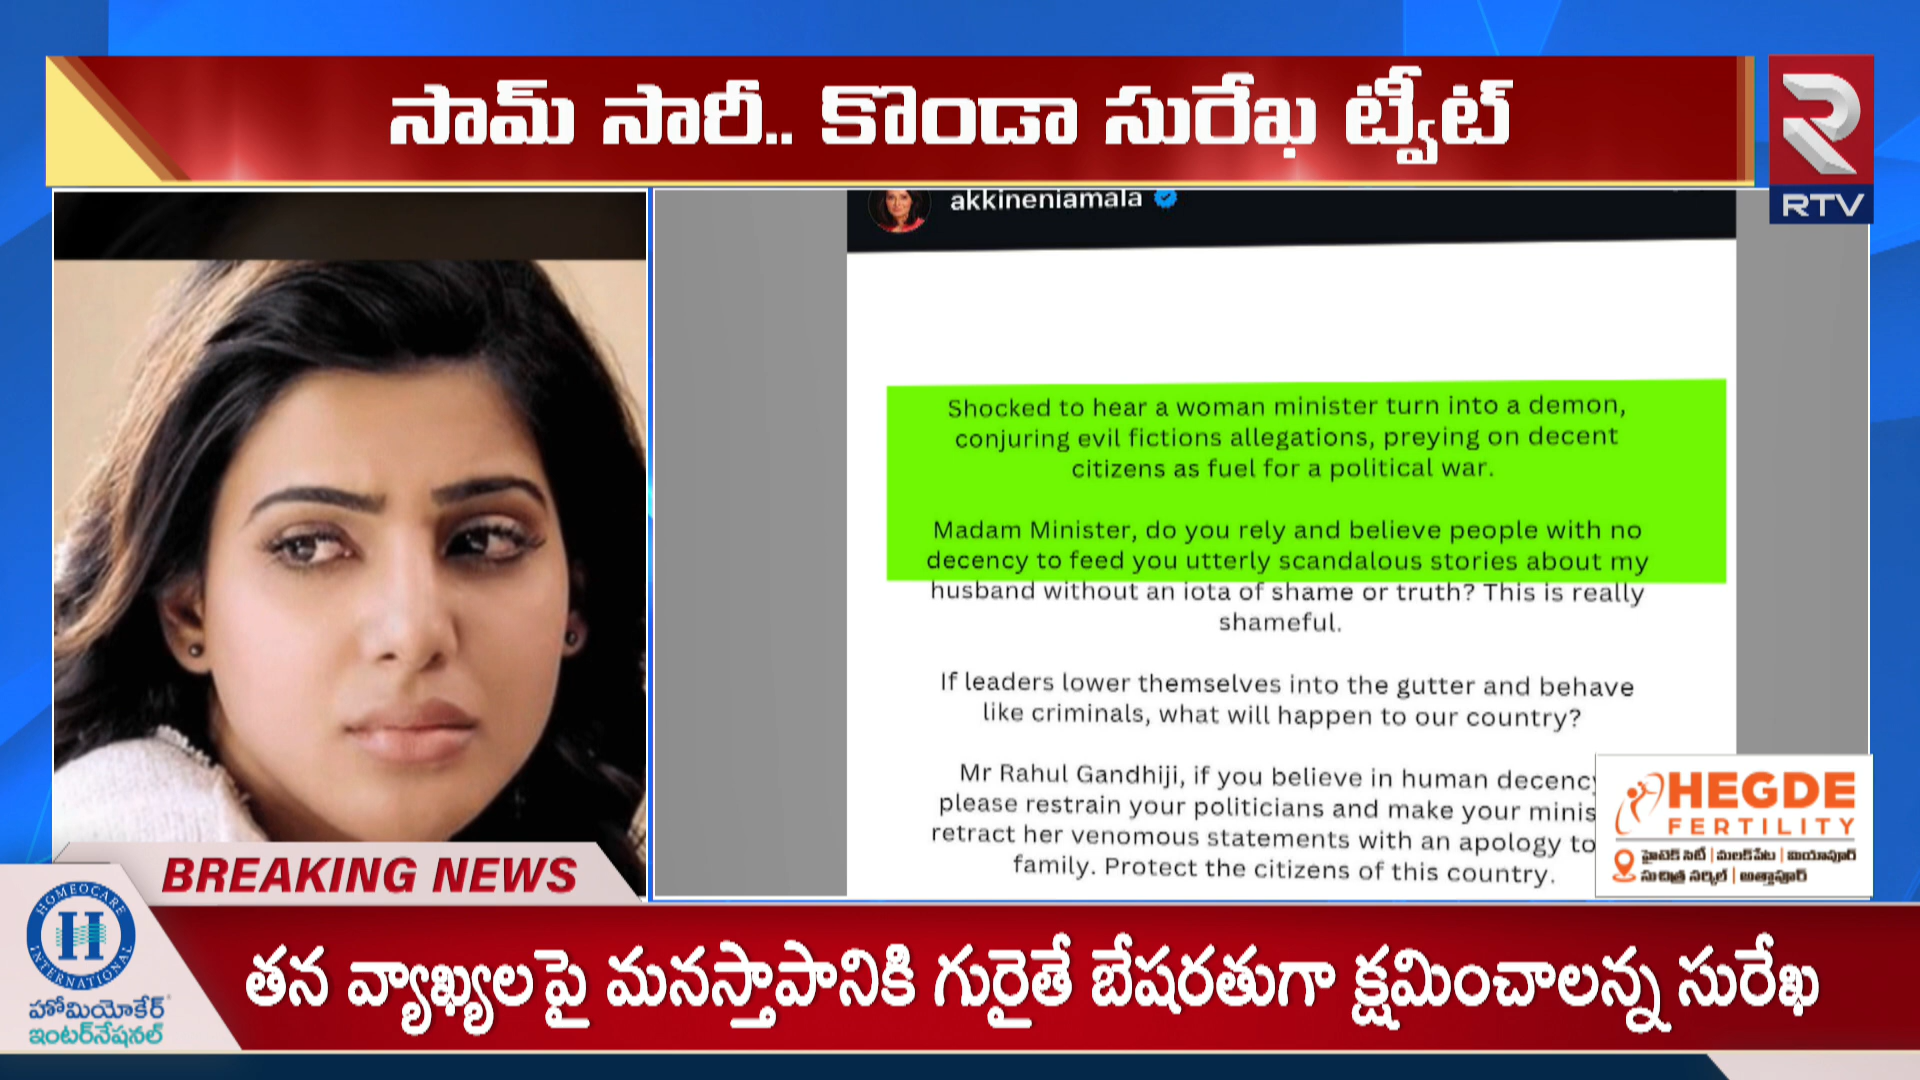 సామ్ సారీ.. కొండా సురేఖ ట్వీట్
RTV
akkineniamala
Shocked to hear a woman minister turn into a demon,
conjuring evil fictions allegations, preying on decent
citizens as fuel for a political war.
Madam Minister, do you rely and believe people with no
decency to feed you utterly scandalous stories about my
husband without an iota of shame or truth? This is really
shameful.
If leaders lower themselves into the gutter and behave
like criminals, what will happen to our country?
Mr Rahul Gandhiji, if you believe in human decency
please restrain your politicians and make your minis
retract her venomous statements with an apology to
family. Protect the citizens of this country.
HEGDE
FERTILITY
హైటెక్ సిటీ | మలక్‌పేట | మియాపూర్
సుచిత్ర సర్కిల్ | అత్తాపూర్
BREAKING NEWS
HOMEOCARE
H
INTERNATIONAL
హోమియోకేర్
ఇంటర్‌నేషనల్
తన వ్యాఖ్యలపై మనస్తాపానికి గురైతే బేషరతుగా క్షమించాలన్న సురేఖ